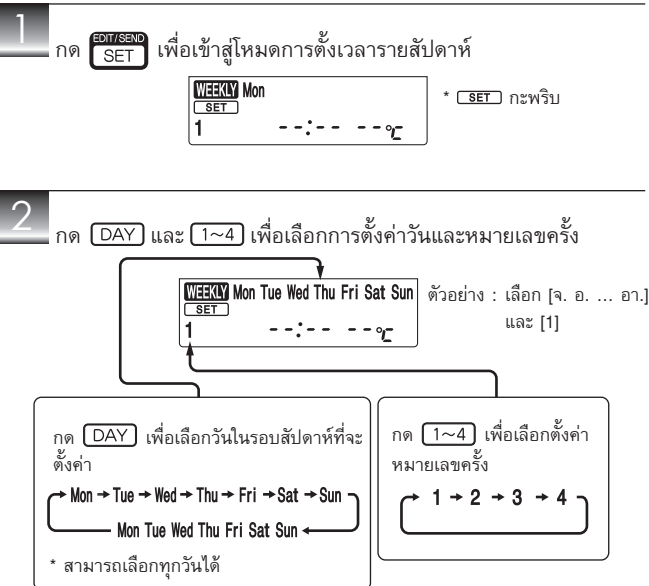 1
กด EDIT/SEND SET เพื่อเข้าสู่โหมดการตั้งเวลารายสัปดาห์
WEEKLY Mon
SET
1 --:-- --°C
* SET กะพริบ
2
กด DAY และ 1~4 เพื่อเลือกการตั้งค่าวันและหมายเลขครั้ง
WEEKLY Mon Tue Wed Thu Fri Sat Sun
SET
1 --:-- --°C
ตัวอย่าง : เลือก [จ. อ. ... อา.]
และ [1]
กด DAY เพื่อเลือกวันในรอบสัปดาห์ที่จะ
ตั้งค่า
Mon → Tue → Wed → Thu → Fri → Sat → Sun
Mon Tue Wed Thu Fri Sat Sun ←
* สามารถเลือกทุกวันได้
กด 1~4 เพื่อเลือกตั้งค่า
หมายเลขครั้ง
1 → 2 → 3 → 4